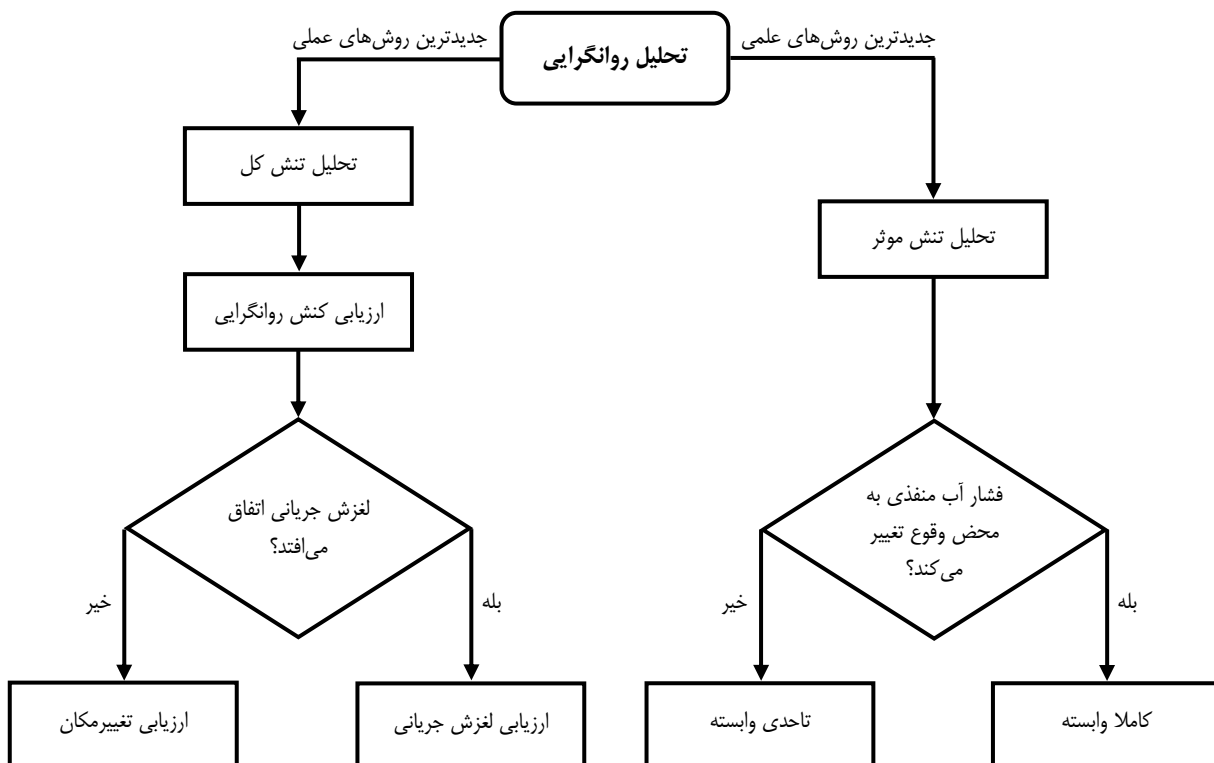 تحلیل روانگرایی
جدیدترین روش‌های علمی
جدیدترین روش‌های عملی
تحلیل تنش کل
تحلیل تنش موثر
ارزیابی کنش روانگرایی
لغزش جریانی اتفاق
می‌افتد؟
فشار آب منفذی به
محض وقوع تغییر
می‌کند؟
بله
خیر
بله
خیر
کاملا وابسته
تاحدی وابسته
ارزیابی لغزش جریانی
ارزیابی تغییرمکان